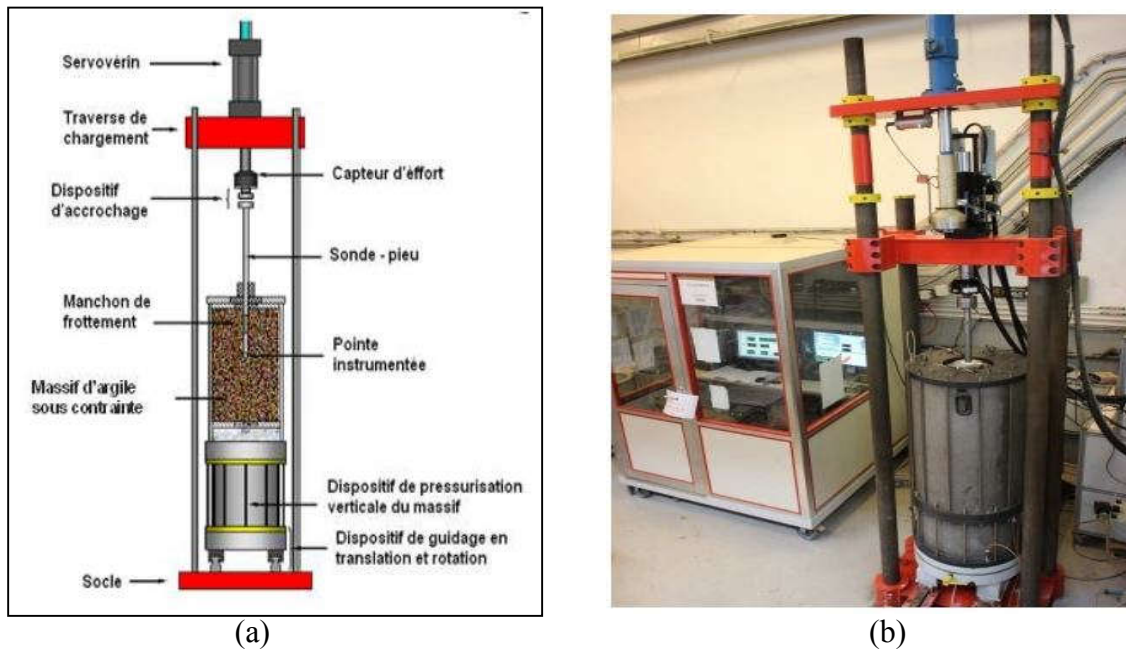 Servovérin
Traverse de
chargement
Capteur d'éffort
Dispositif
d'accrochage
Sonde - pieu
Manchon de
frottement
Pointe
instrumentée
Massif d'argile
sous contrainte
Dispositif de pressurisation
verticale du massif
Dispositif de guidage en
translation et rotation
Socle
(a)
(b)